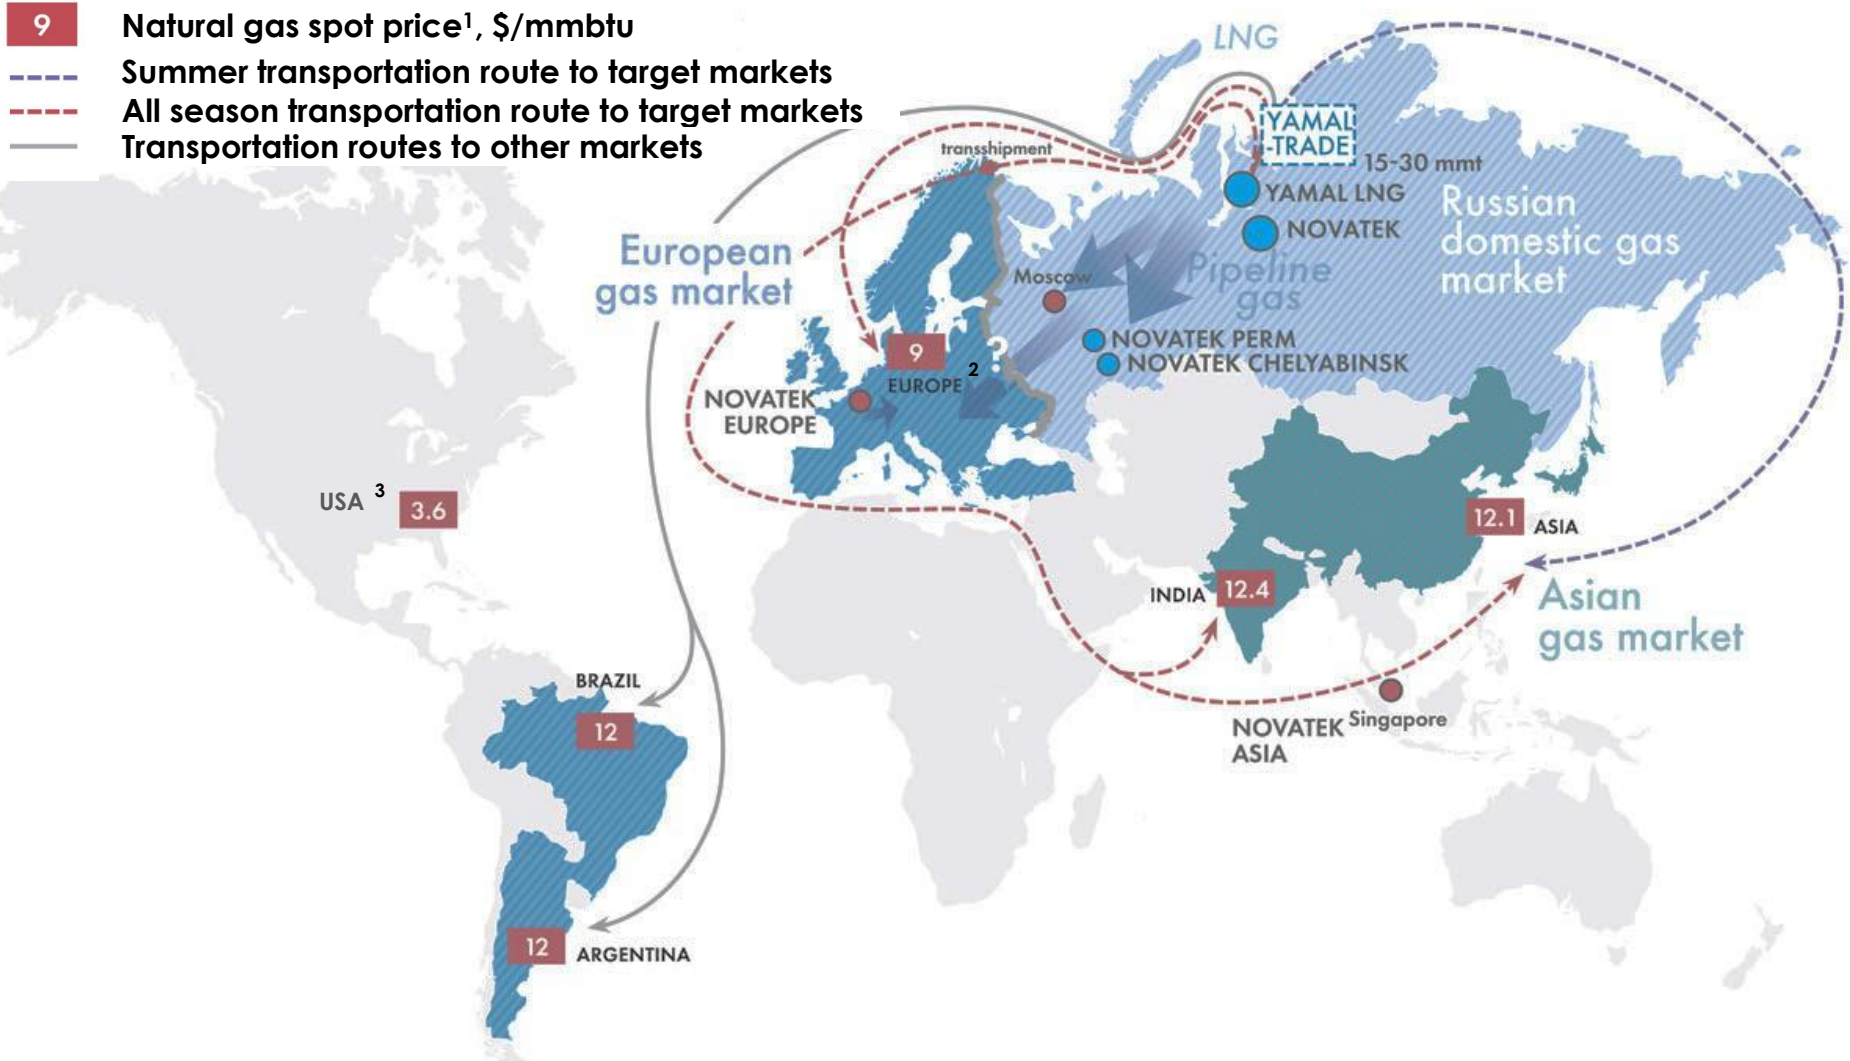 9
Natural gas spot price¹, $/mmbtu
Summer transportation route to target markets
All season transportation route to target markets
Transportation routes to other markets
LNG
transshipment
YAMAL
-TRADE
15-30 mmt
YAMAL LNG
NOVATEK
Russian
domestic gas
market
European
gas market
Moscow
Pipeline
gas
NOVATEK PERM
NOVATEK CHELYABINSK
?
9
EUROPE 2
NOVATEK
EUROPE
USA 3
3.6
12.1
ASIA
INDIA
12.4
Asian
gas market
BRAZIL
12
NOVATEK
ASIA
Singapore
12
ARGENTINA